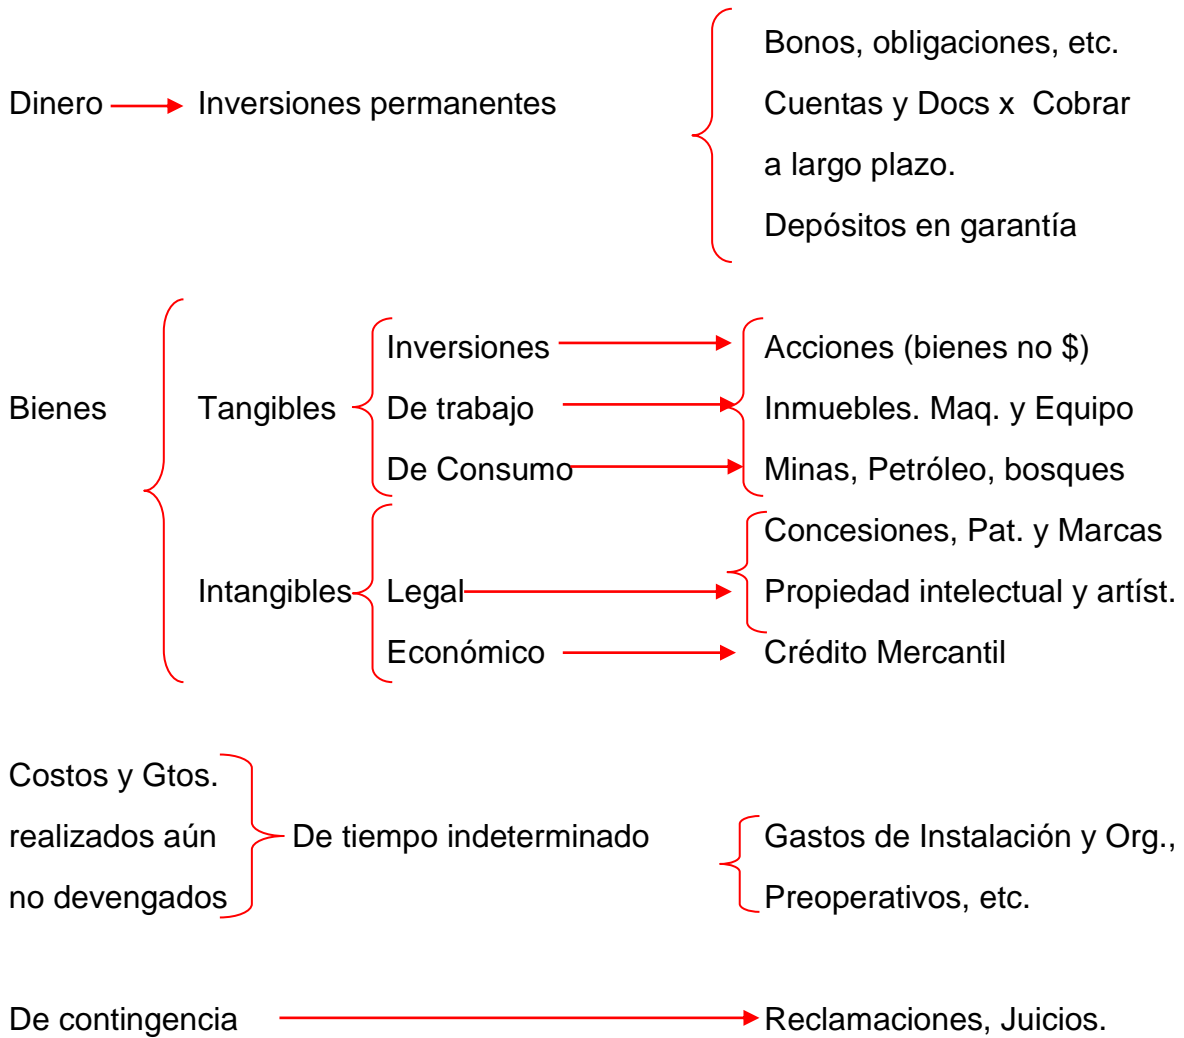 Bonos, obligaciones, etc.
Dinero Inversiones permanentes Cuentas y Docs x Cobrar
a largo plazo.
Depósitos en garantía
Inversiones Acciones (bienes no $)
Bienes Tangibles De trabajo Inmuebles. Maq. y Equipo
De Consumo Minas, Petróleo, bosques
Concesiones, Pat. y Marcas
Intangibles Legal Propiedad intelectual y artíst.
Económico Crédito Mercantil
Costos y Gtos.
realizados aún De tiempo indeterminado Gastos de Instalación y Org.,
no devengados Preoperativos, etc.
De contingencia Reclamaciones, Juicios.